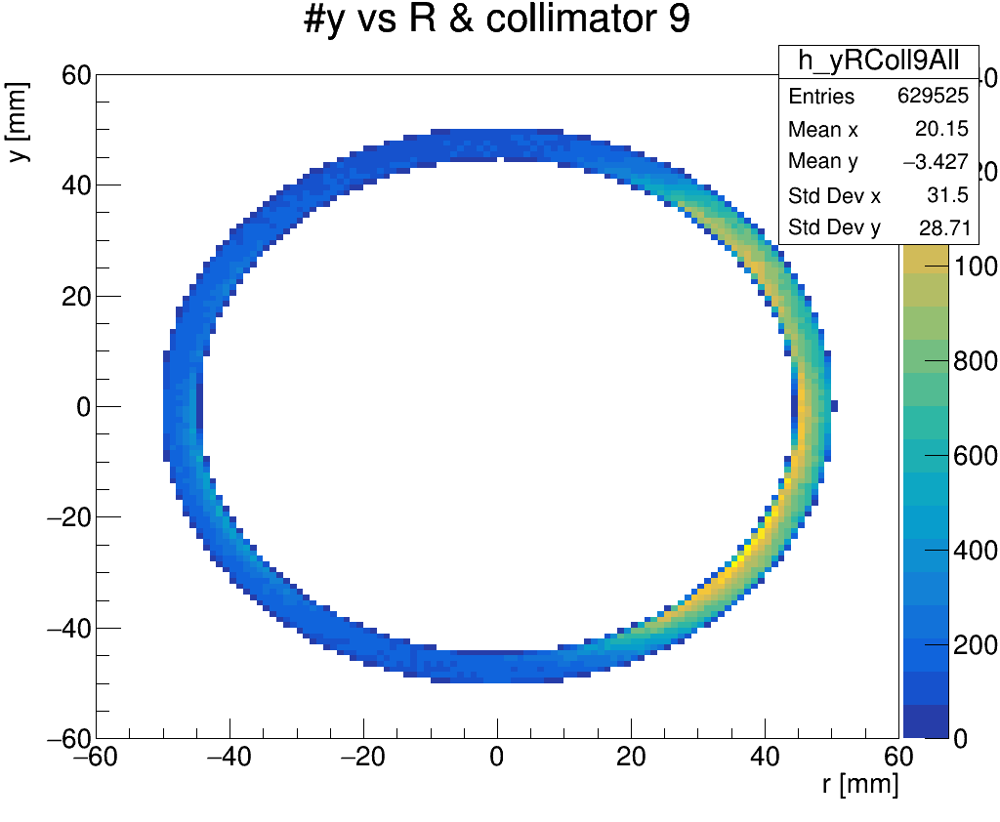 #y vs R & collimator 9
y [mm]
h_yRColl9All
Entries 629525
Mean x 20.15
Mean y −3.427
Std Dev x 31.5
Std Dev y 28.71
60
40
20
0
−20
−40
−60
−60 −40 −20 0 20 40 60
r [mm]
100
800
600
400
200
0